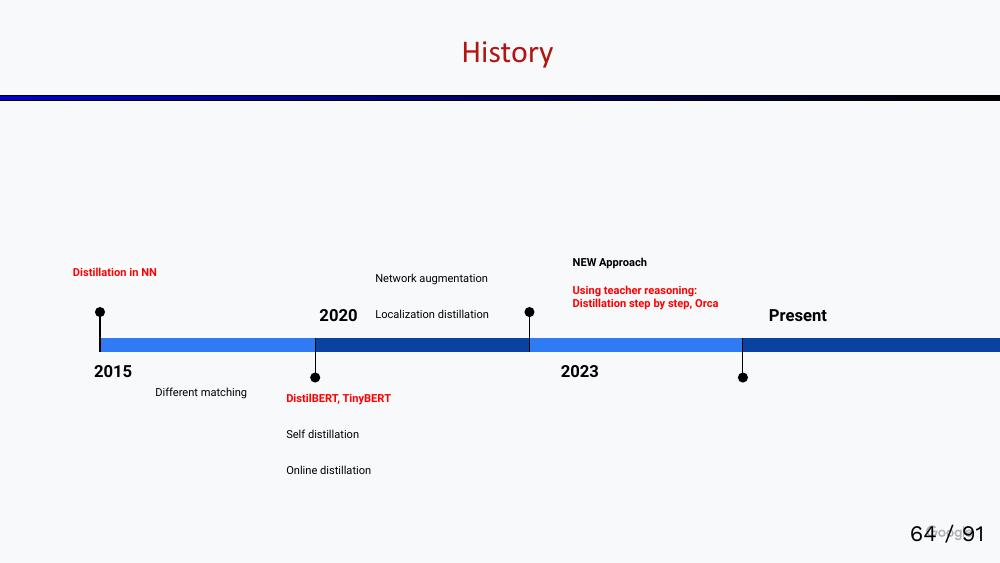 History
Distillation in NN
2015
Different matching
2020
DistilBERT, TinyBERT
Self distillation
Online distillation
Network augmentation
Localization distillation
NEW Approach
Using teacher reasoning:
Distillation step by step, Orca
2023
Present
Google
64 / 91